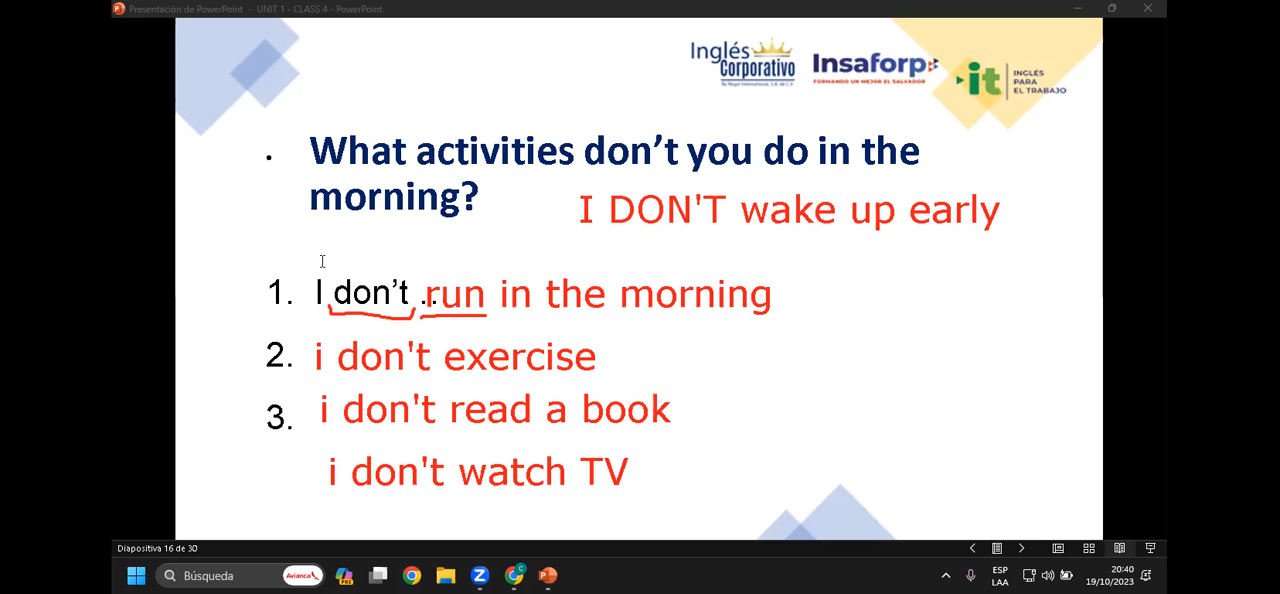 Presentación de PowerPoint - UNIT 1 - CLASS 4 - PowerPoint
Inglés
Corporativo
Insaforp
FORMANDO UN MEJOR EL SALVADOR
it
INGLÉS
PARA
EL TRABAJO
• What activities don't you do in the
morning?
I DON'T wake up early
1. I don't .. run in the morning
2. i don't exercise
3. i don't read a book
i don't watch TV
Diapositiva 16 de 30
Búsqueda
Avianca
ESP
LAA
20:40
19/10/2023